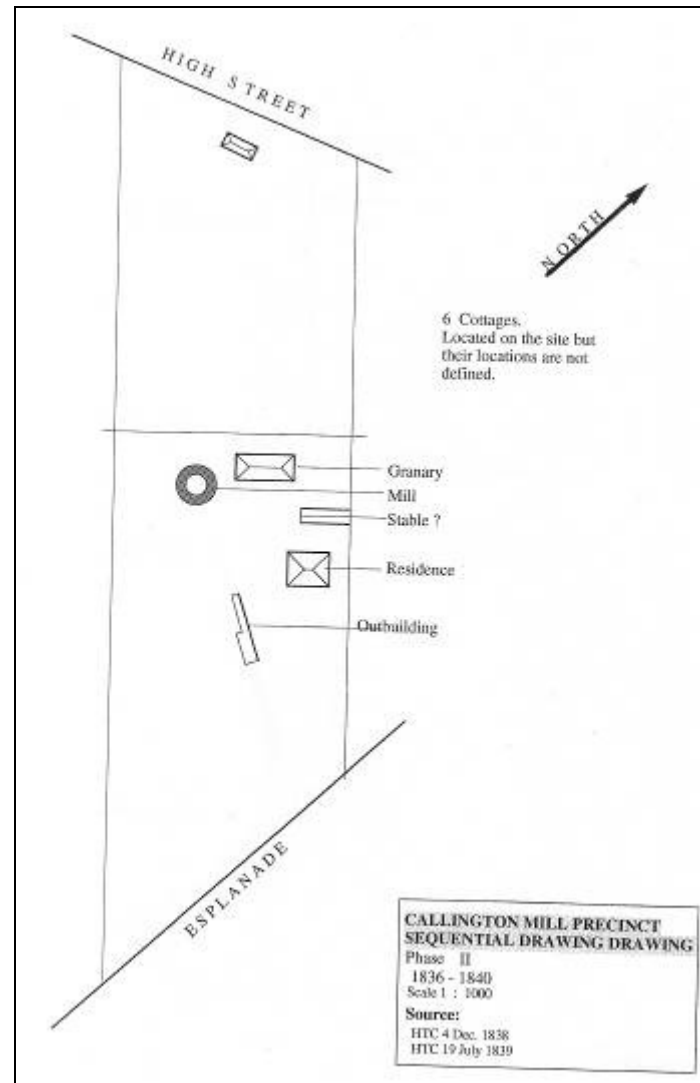 HIGH STREET
NORTH
6 Cottages.
Located on the site but
their locations are not
defined.
Granary
Mill
Stable ?
Residence
Outbuilding
ESPLANADE
CALLINGTON MILL PRECINCT
SEQUENTIAL DRAWING DRAWING
Phase II
1836 - 1840
Scale 1 : 1000
Source:
HTC 4 Dec. 1838
HTC 19 July 1839